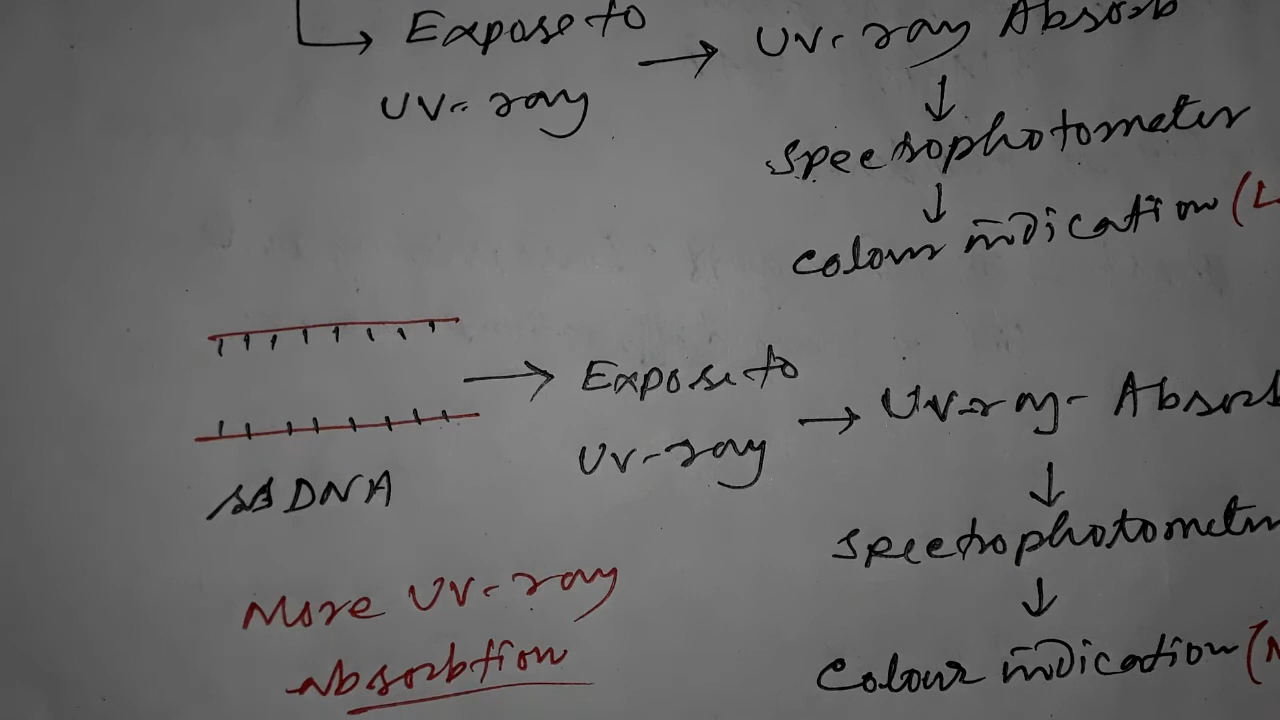 Expose to
UV- ray
UV- ray Absorb
Spectrophotometer
Colour indication (L
Expose to
UV-ray
UV-ray- Absorb
ssDNA
Spectrophotometer
More UV-ray
Absorbtion
Colour indication (